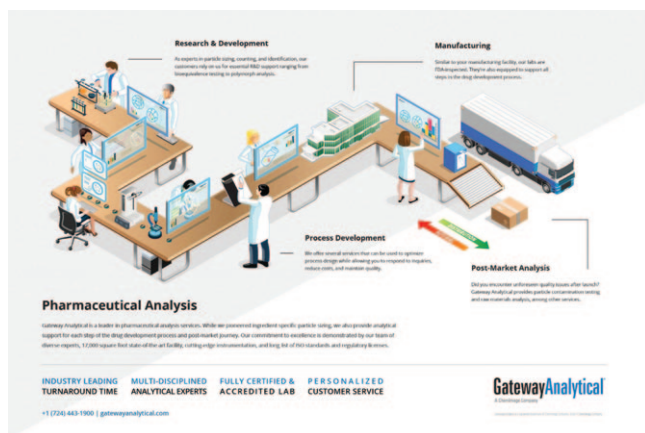 Research & Development
As experts in particle sizing, counting, and identification, our
customers rely on us for essential R&D support ranging from
bioequivalence testing to polymorph analysis.
Manufacturing
Similar to your manufacturing facility, our labs are
FDA-inspected. They're also equipped to support all
steps in the drug development process.
Process Development
We offer several services that can be used to optimize
process design while allowing you to respond to inquiries,
reduce costs, and maintain quality.
Post-Market Analysis
Did you encounter unforeseen quality issues after launch?
Gateway Analytical provides particle contamination testing
and raw materials analysis, among other services.
Pharmaceutical Analysis
Gateway Analytical is a leader in pharmaceutical analysis services. While we pioneered ingredient specific particle sizing, we also provide analytical
support for each step of the drug development process and post-market journey. Our commitment to excellence is demonstrated by our team of
diverse experts, 12,000 square foot state-of-the-art facility, cutting-edge instrumentation, and long list of ISO standards and regulatory licenses.
INDUSTRY LEADING
TURNAROUND TIME
MULTI-DISCIPLINED
ANALYTICAL EXPERTS
FULLY CERTIFIED &
ACCREDITED LAB
PERSONALIZED
CUSTOMER SERVICE
+1 (724) 443-1900 | gatewayanalytical.com
GatewayAnalytical
A ChemImage Company